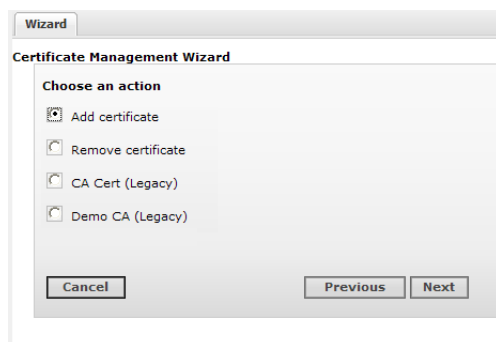 Wizard
Certificate Management Wizard
Choose an action
Add certificate
Remove certificate
CA Cert (Legacy)
Demo CA (Legacy)
Cancel Previous Next